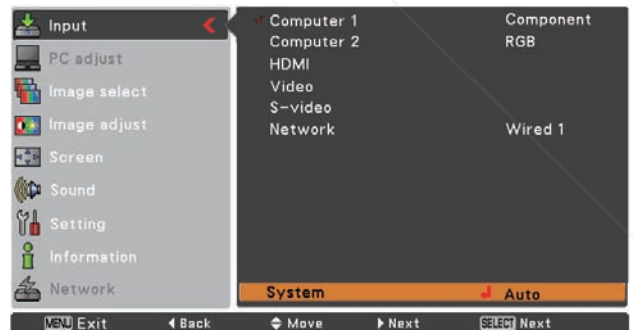 Input
PC adjust
Image select
Image adjust
Screen
Sound
Setting
Information
Network
Computer 1 Component
Computer 2 RGB
HDMI
Video
S-video
Network Wired 1
System Auto
MENU Exit Back Move Next SELECT Next